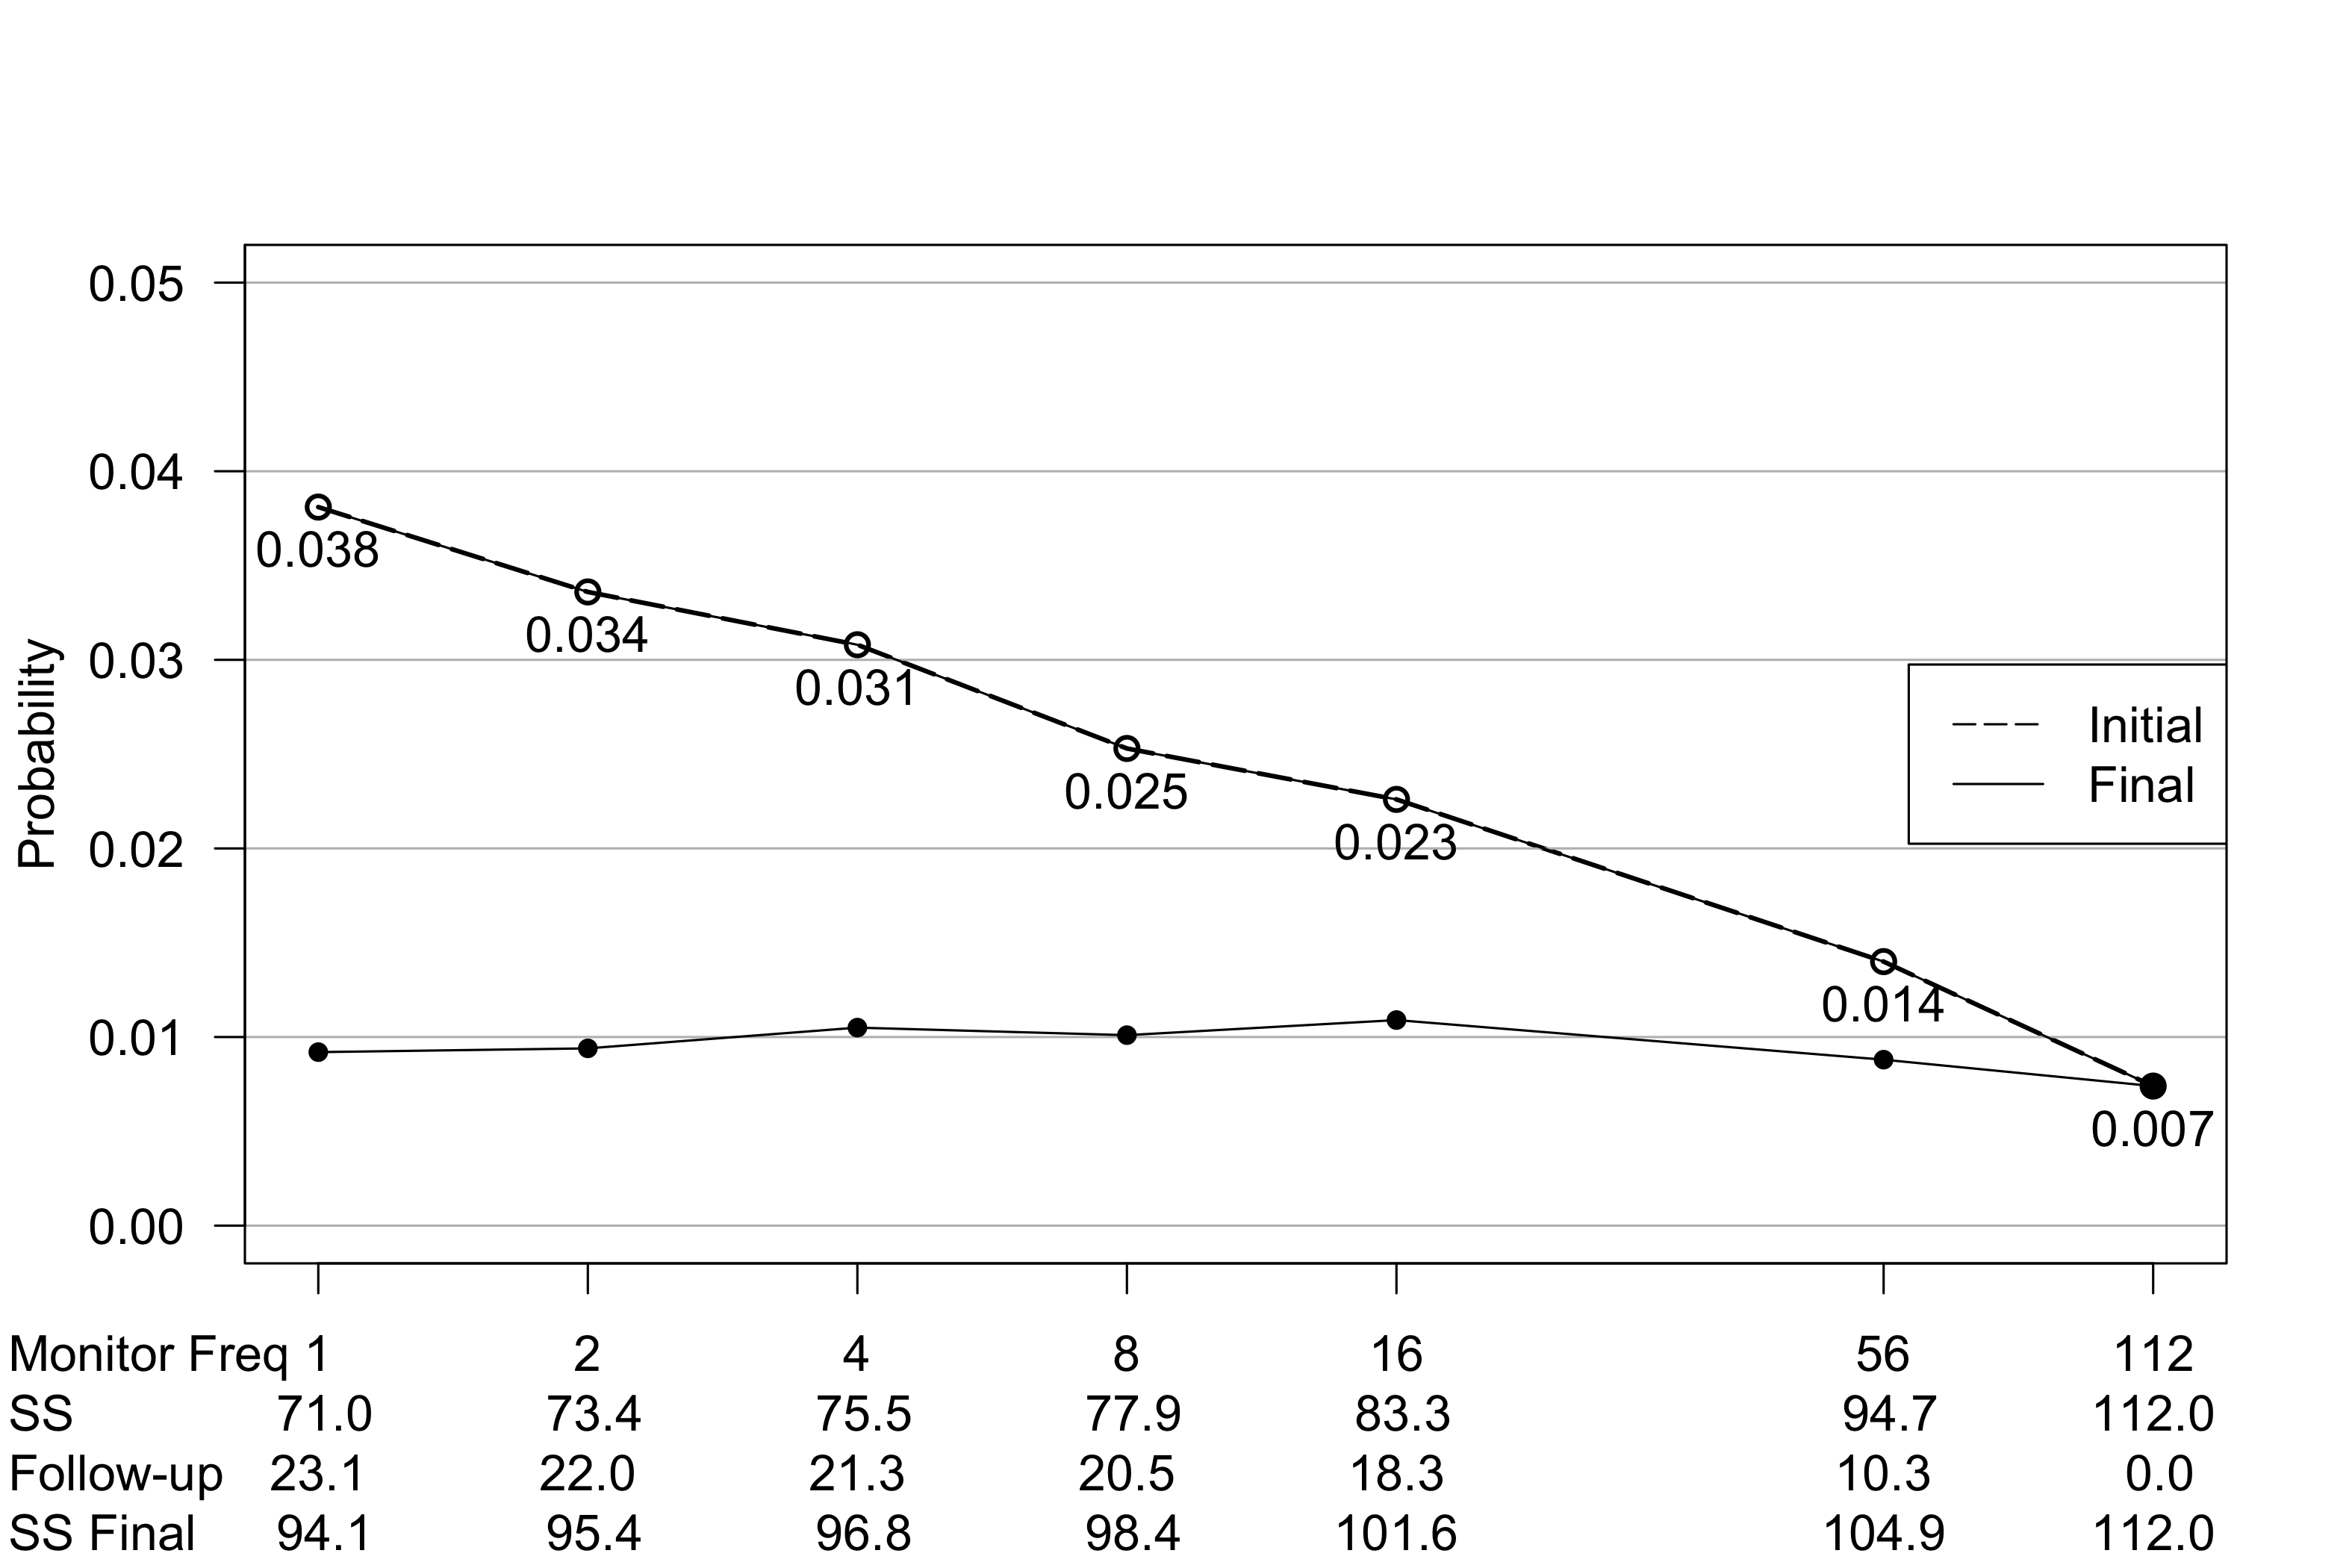 Probability
0.05
0.04
0.03
0.02
0.01
0.00
0.038
0.034
0.031
0.025
0.023
0.014
0.007
Initial
Final
Monitor Freq 1 2 4 8 16 56 112
SS 71.0 73.4 75.5 77.9 83.3 94.7 112.0
Follow-up 23.1 22.0 21.3 20.5 18.3 10.3 0.0
SS Final 94.1 95.4 96.8 98.4 101.6 104.9 112.0